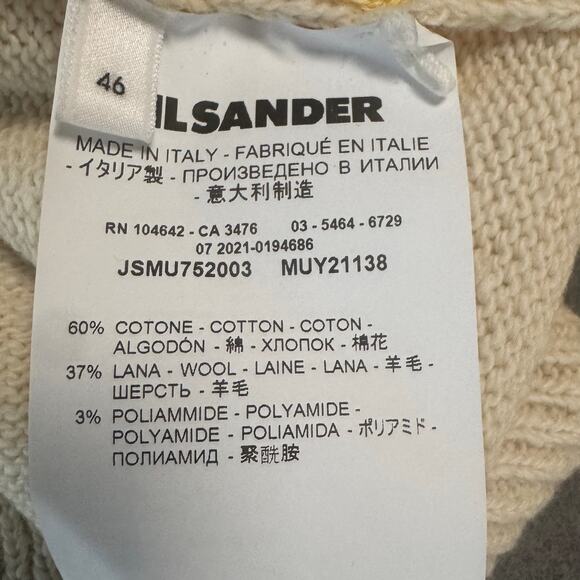 46
JIL SANDER
MADE IN ITALY - FABRIQUÉ EN ITALIE
- イタリア製 - ПРОИЗВЕДЕНО В ИТАЛИИ
- 意大利制造
RN 104642 - CA 3476 03 - 5464 - 6729
07 2021-0194686
JSMU752003 MUY21138
60% COTONE - COTTON - COTON -
ALGODÓN - 綿 - ХЛОПОК - 棉花
37% LANA - WOOL - LAINE - LANA - 羊毛 -
ШЕРСТЬ - 羊毛
3% POLIAMMIDE - POLYAMIDE -
POLYAMIDE - POLIAMIDA - ポリアミド -
ПОЛИАМИД - 聚酰胺